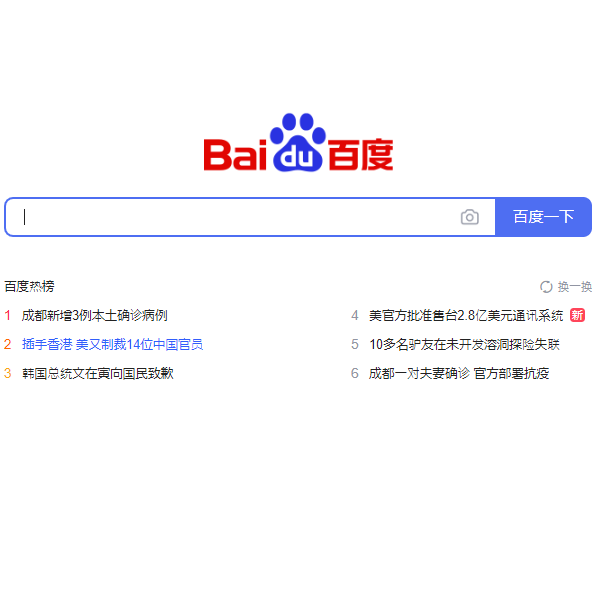 Bai du 百度
百度一下
百度热榜
换一换
1 成都新增3例本土确诊病例
4 美官方批准售台2.8亿美元通讯系统 新
2 插手香港 美又制裁14位中国官员
5 10多名驴友在未开发溶洞探险失联
3 韩国总统文在寅向国民致歉
6 成都一对夫妻确诊 官方部署抗疫